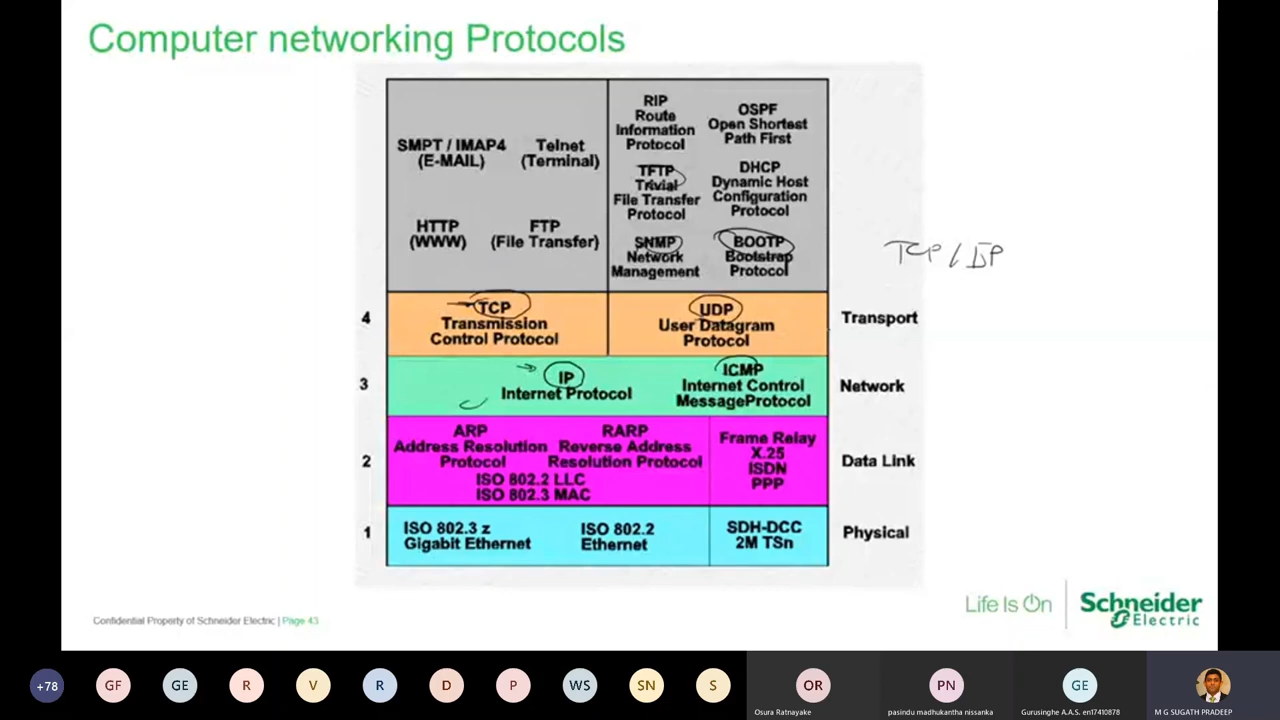 Computer networking Protocols
SMPT / IMAP4
(E-MAIL)
Telnet
(Terminal)
HTTP
(WWW)
FTP
(File Transfer)
RIP
Route
Information
Protocol
OSPF
Open Shortest
Path First
TFTP
Trivial
File Transfer
Protocol
DHCP
Dynamic Host
Configuration
Protocol
SNMP
Network
Management
BOOTP
Bootstrap
Protocol
TCP / IP
4
TCP
Transmission
Control Protocol
UDP
User Datagram
Protocol
Transport
3
IP
Internet Protocol
ICMP
Internet Control
MessageProtocol
Network
2
ARP
Address Resolution
Protocol
RARP
Reverse Address
Resolution Protocol
ISO 802.2 LLC
ISO 802.3 MAC
Frame Relay
X.25
ISDN
PPP
Data Link
1
ISO 802.3 z
Gigabit Ethernet
ISO 802.2
Ethernet
SDH-DCC
2M TSn
Physical
Confidential Property of Schneider Electric | Page 43
Life Is On
Schneider
Electric
+78
GF
GE
R
V
R
D
P
WS
SN
S
OR
Osura Ratnayake
PN
pasindu madhukantha nissanka
GE
Gurusinghe A.A.S. en17410878
M G SUGATH PRADEEP